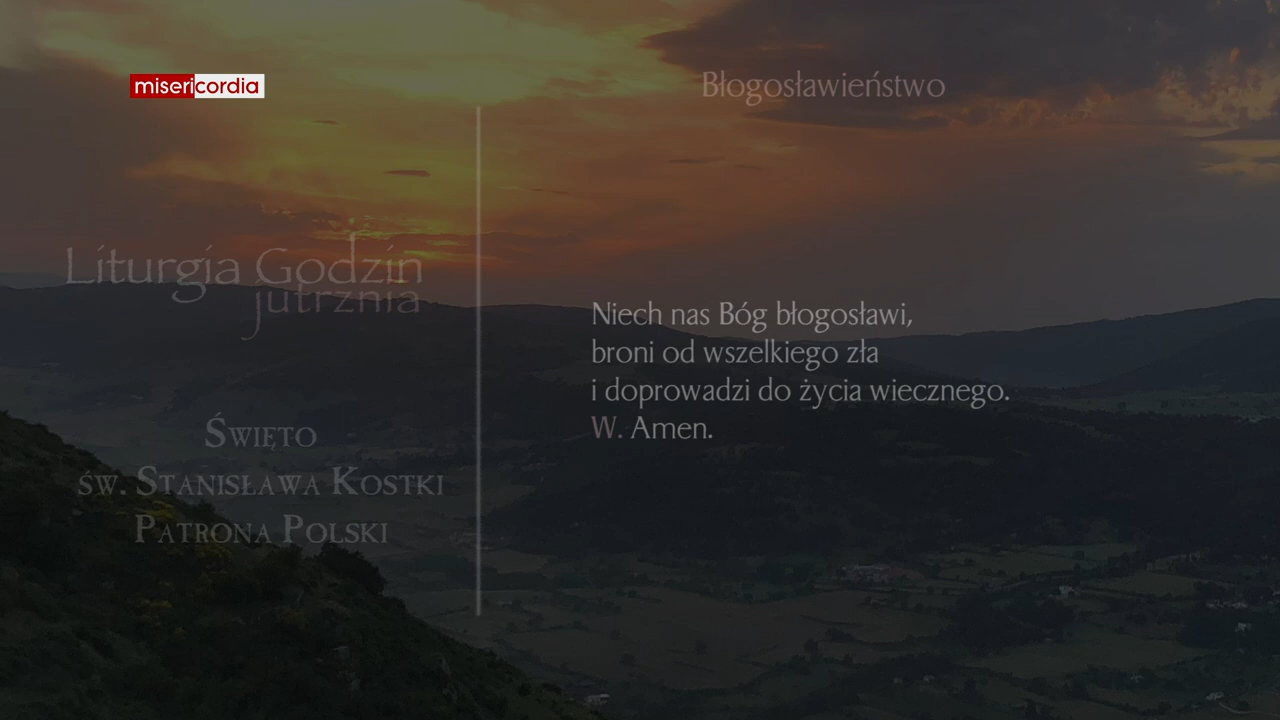 misericordia
Błogosławieństwo
Liturgia Godzin
jutrznia
Święto
św. Stanisława Kostki
Patrona Polski
Niech nas Bóg błogosławi,
broni od wszelkiego zła
i doprowadzi do życia wiecznego.
W. Amen.